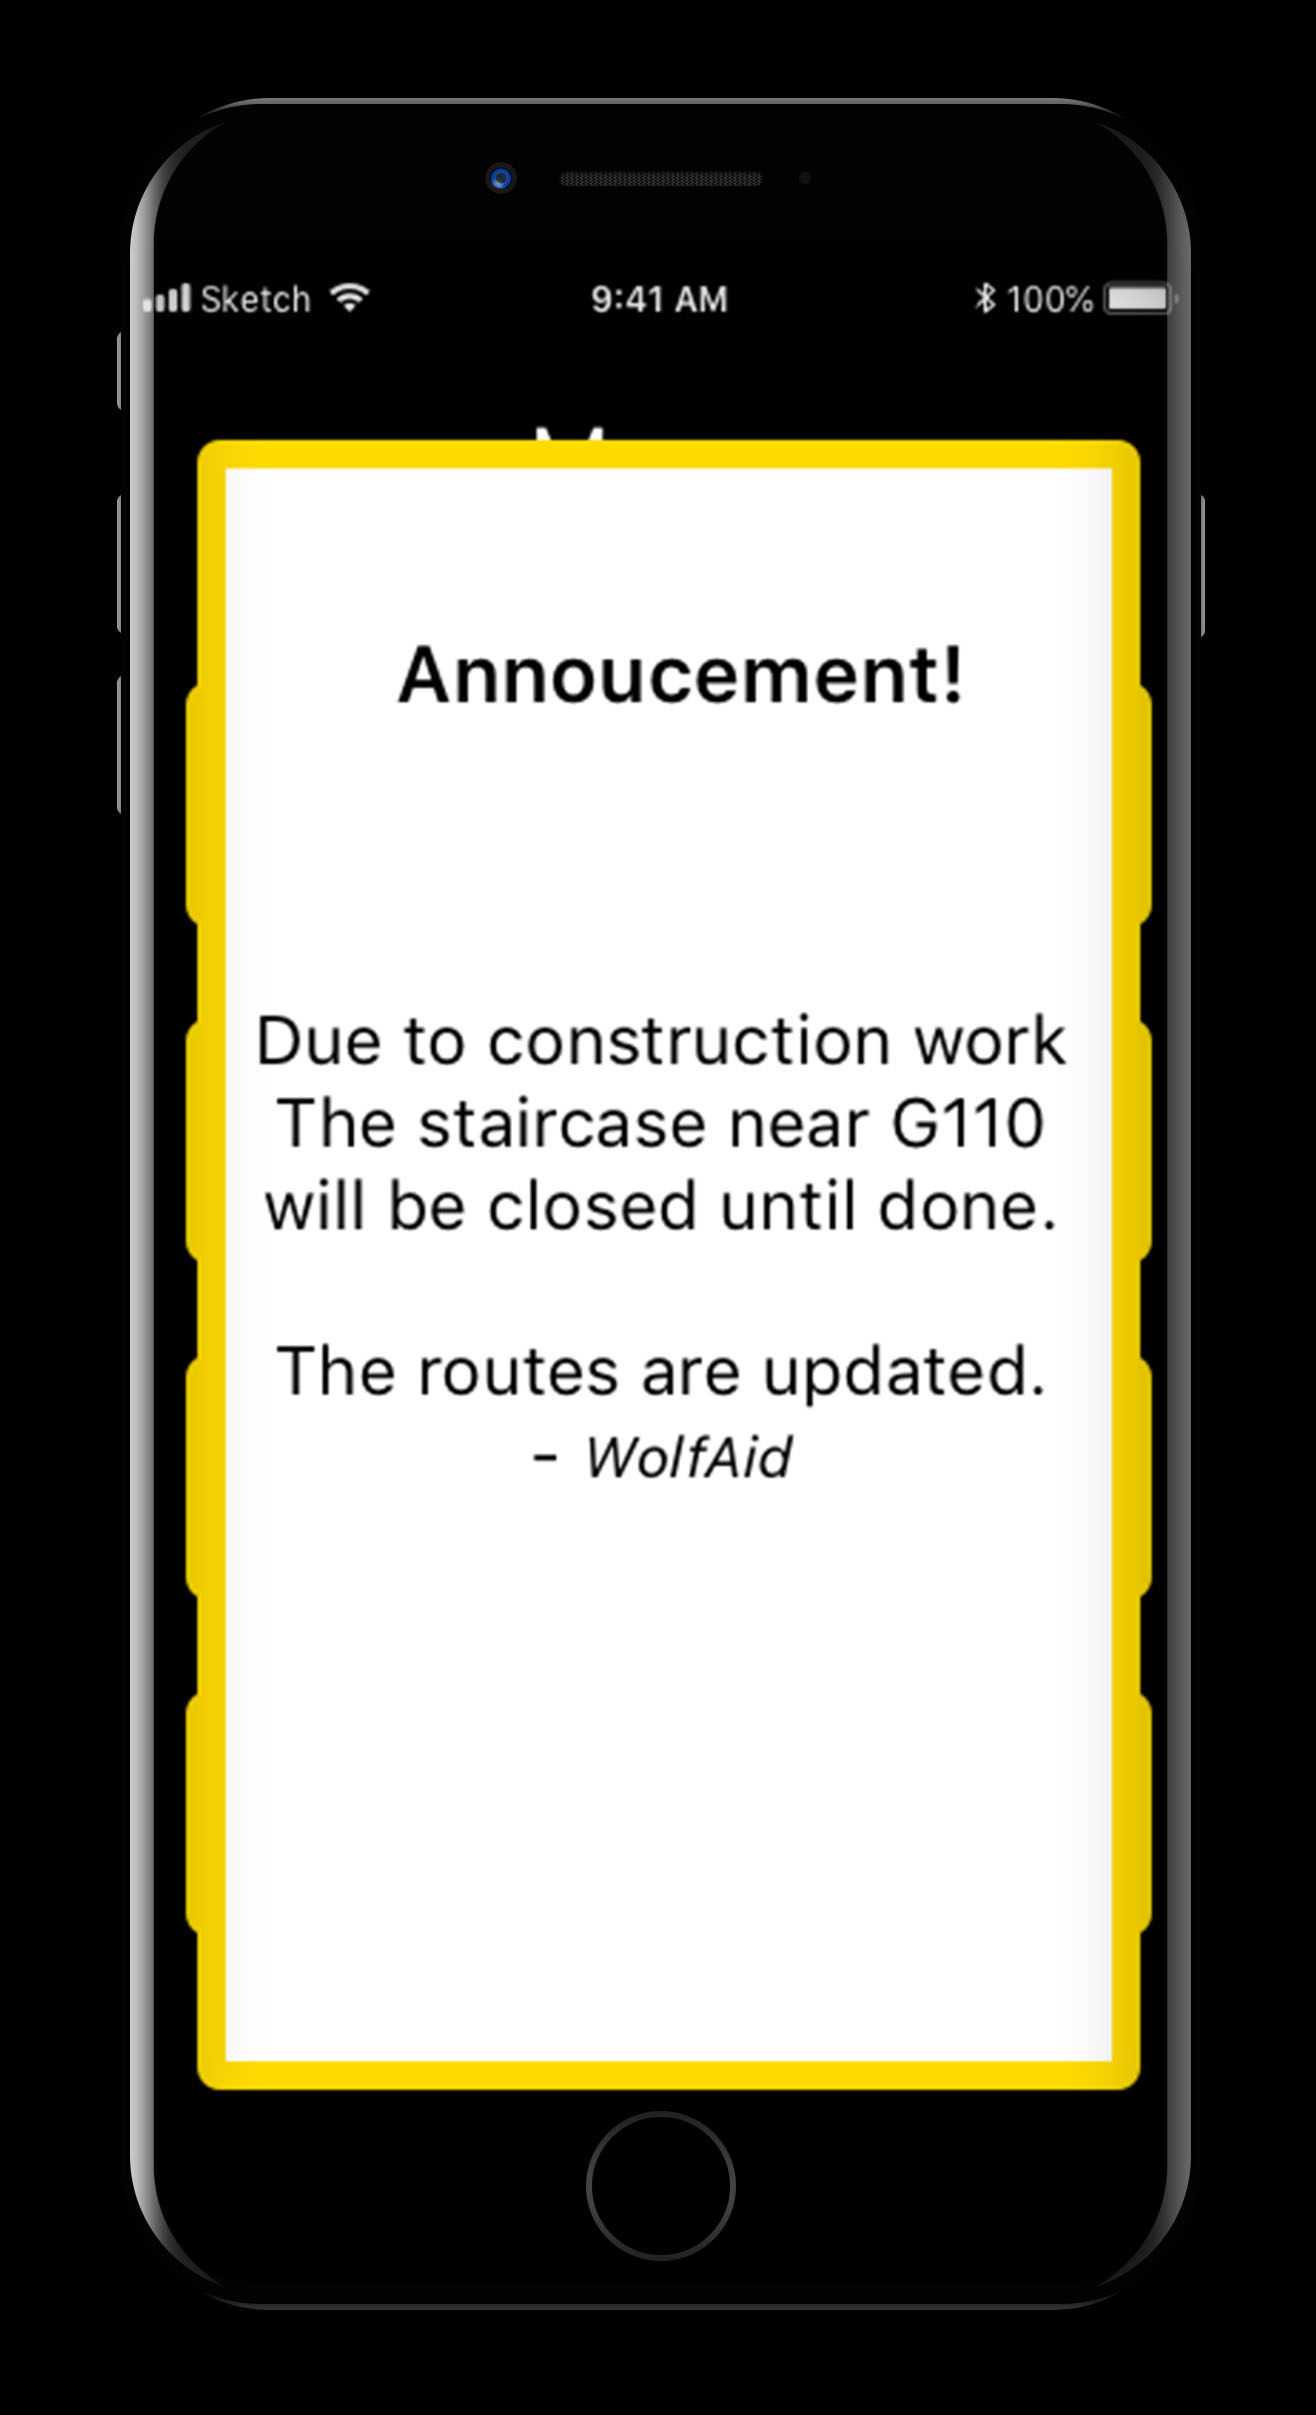 Sketch 9:41 AM 100%
Annoucement!
Due to construction work
The staircase near G110
will be closed until done.
The routes are updated.
- WolfAid